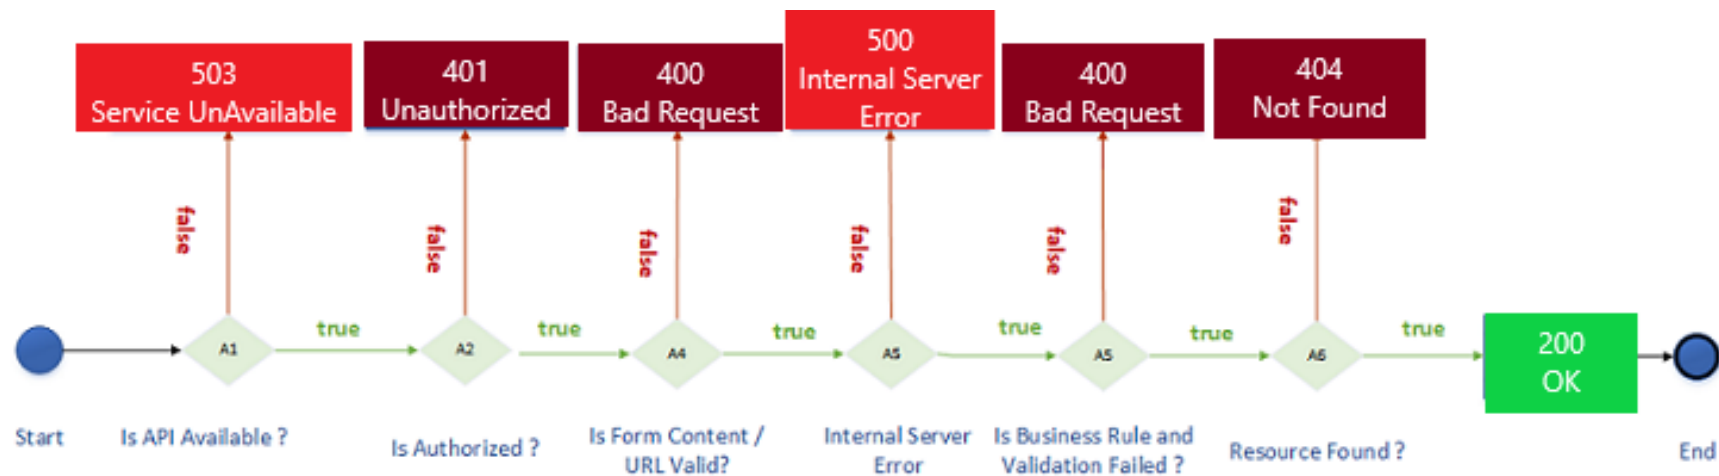 503
Service UnAvailable
401
Unauthorized
400
Bad Request
500
Internal Server
Error
400
Bad Request
404
Not Found
false
false
false
false
false
false
A1
true
A2
true
A4
true
A5
true
A5
true
A6
true
200
OK
Start
Is API Available ?
Is Authorized ?
Is Form Content /
URL Valid?
Internal Server
Error
Is Business Rule and
Validation Failed ?
Resource Found ?
End